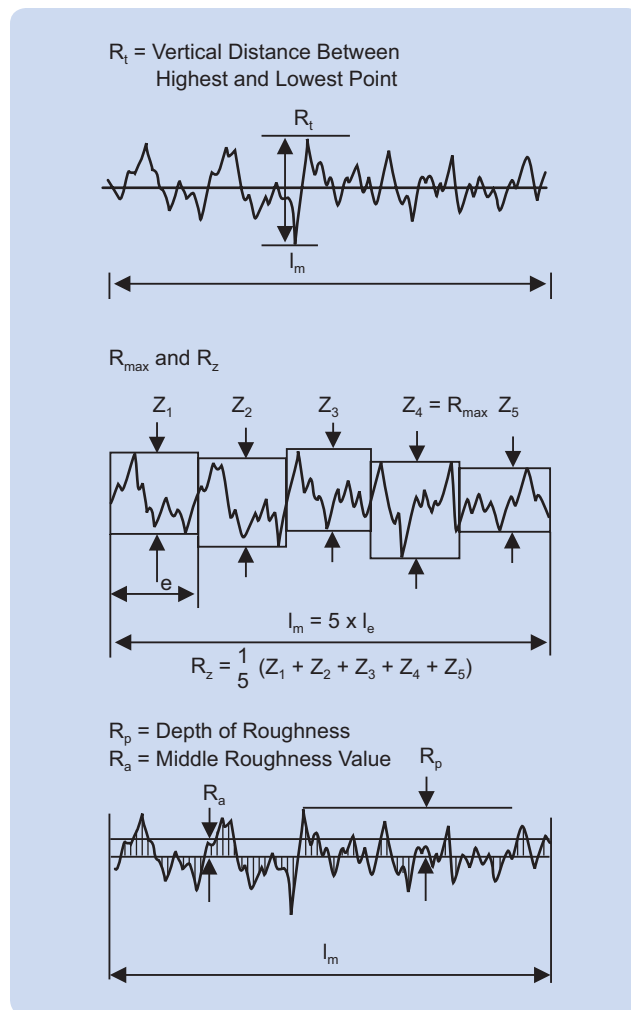 Rₜ = Vertical Distance Between
Highest and Lowest Point
Rₜ
lₘ
Rₘₐₓ and R_z
Z₁ Z₂ Z₃ Z₄ = Rₘₐₓ Z₅
e
lₘ = 5 x lₑ
R_z = 1/5 (Z₁ + Z₂ + Z₃ + Z₄ + Z₅)
Rₚ = Depth of Roughness
Rₐ = Middle Roughness Value
Rₚ
Rₐ
lₘ